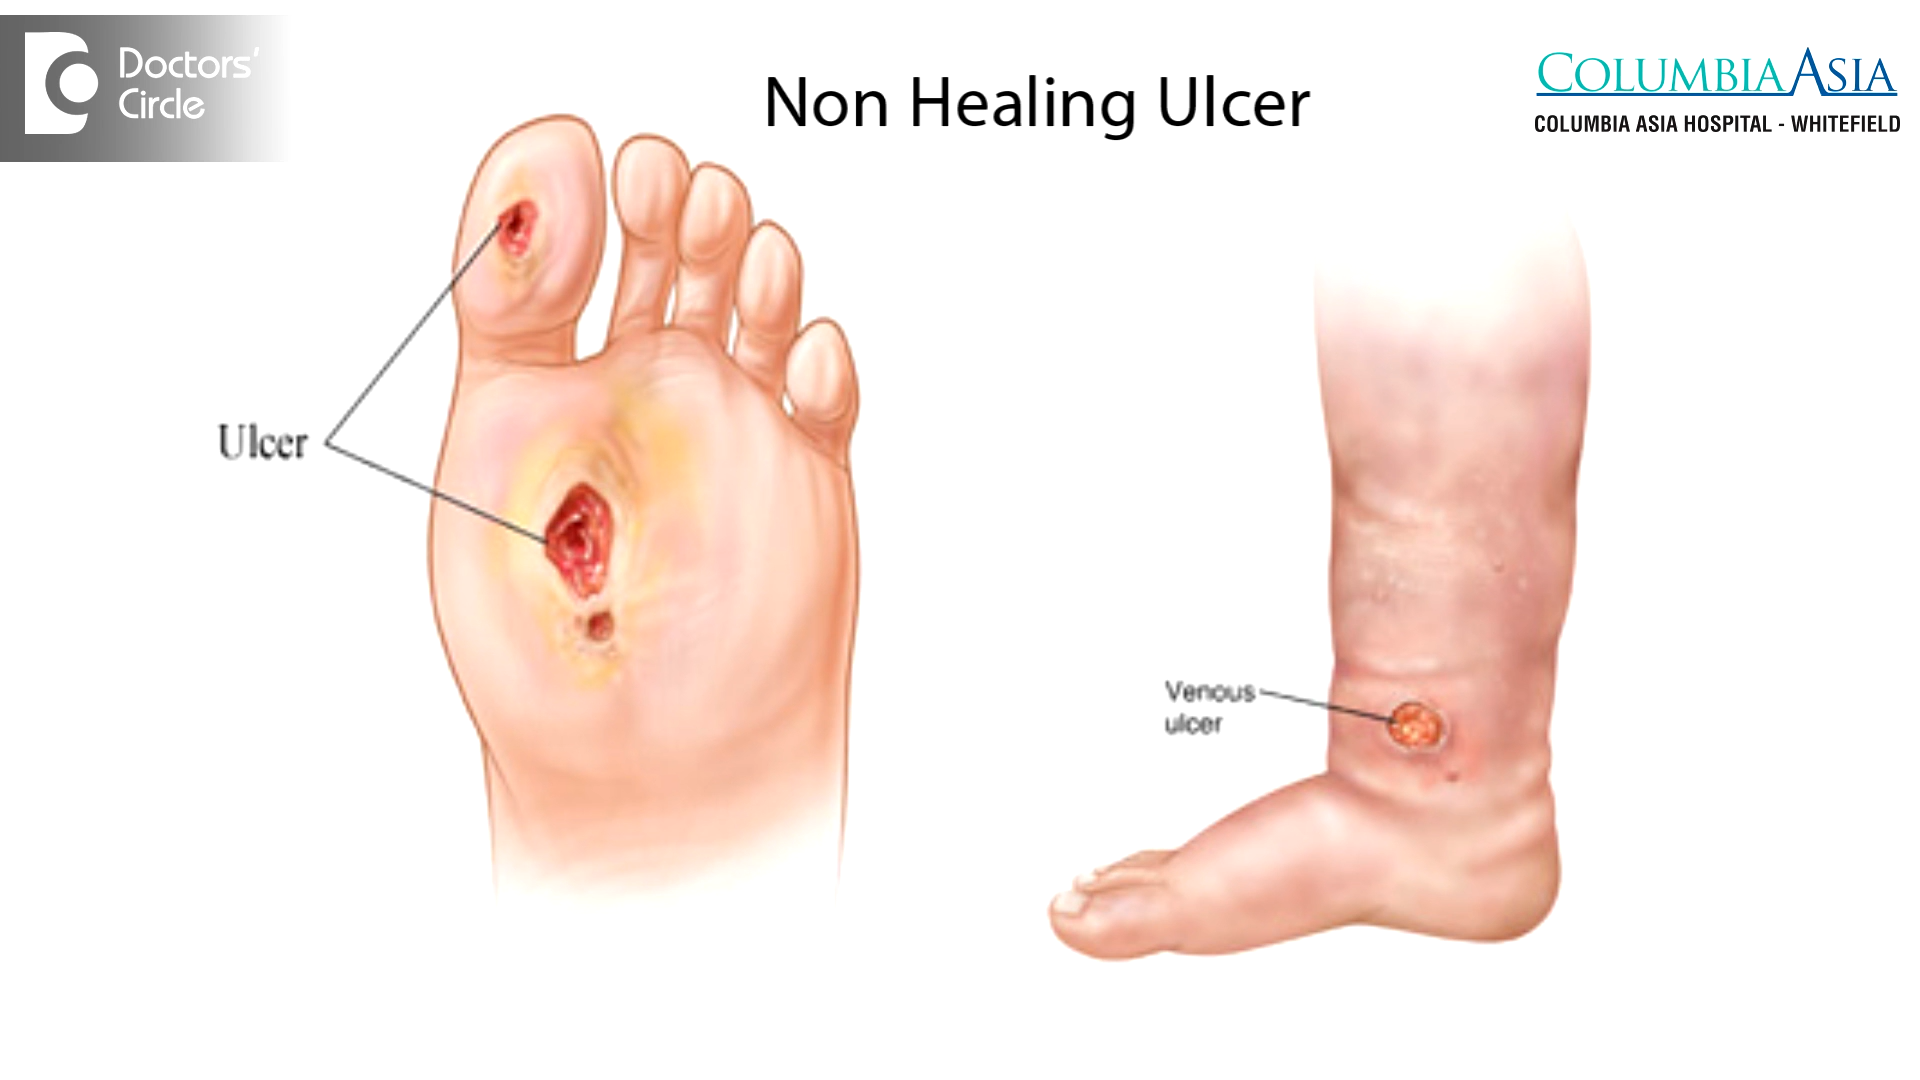 Doctors'
Circle
Non Healing Ulcer
COLUMBIA ASIA
COLUMBIA ASIA HOSPITAL - WHITEFIELD
Ulcer
Venous
ulcer